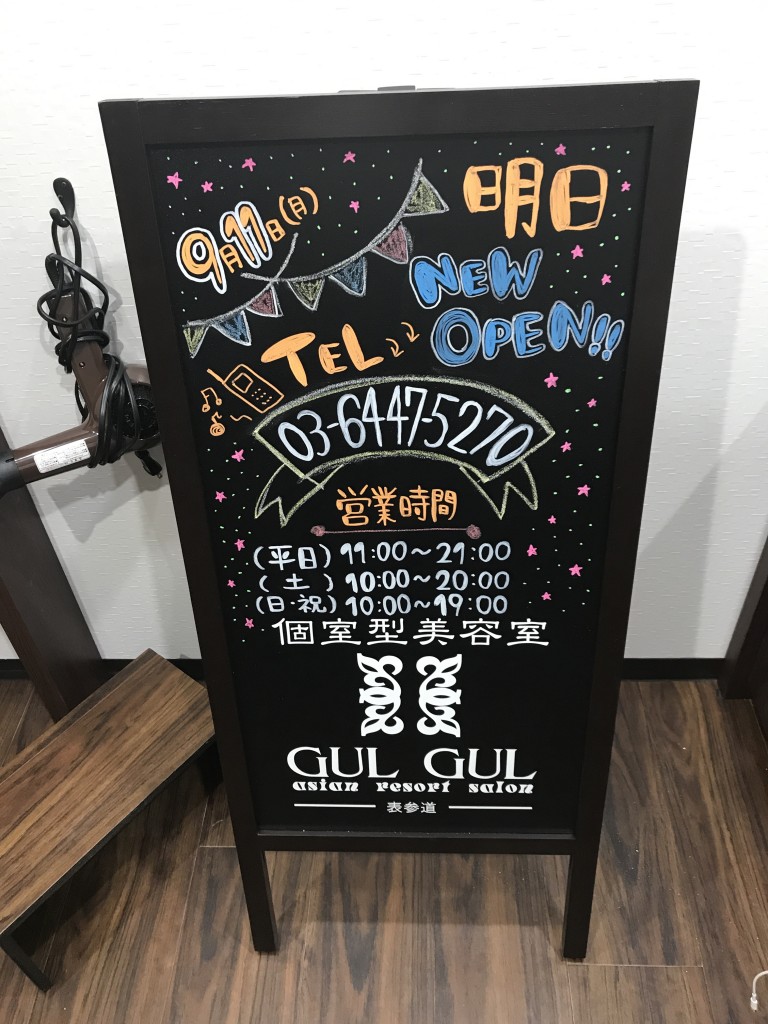 9月11日(月)
明日
NEW
OPEN!!
TEL
03-6447-5270
営業時間
(平日) 11:00～21:00
(土) 10:00～20:00
(日・祝) 10:00～19:00
個室型美容室
GUL GUL
asian resort salon
表参道